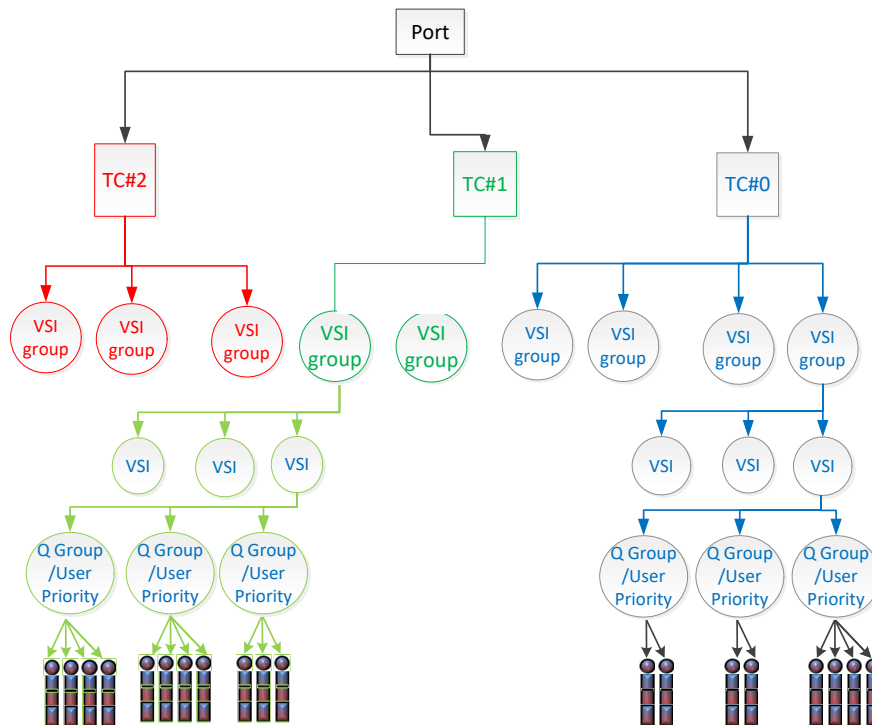 Port
TC#2
TC#1
TC#0
VSI
group
VSI
group
VSI
group
VSI
group
VSI
group
VSI
group
VSI
group
VSI
group
VSI
group
VSI
VSI
VSI
VSI
VSI
VSI
Q Group
/User
Priority
Q Group
/User
Priority
Q Group
/User
Priority
Q Group
/User
Priority
Q Group
/User
Priority
Q Group
/User
Priority